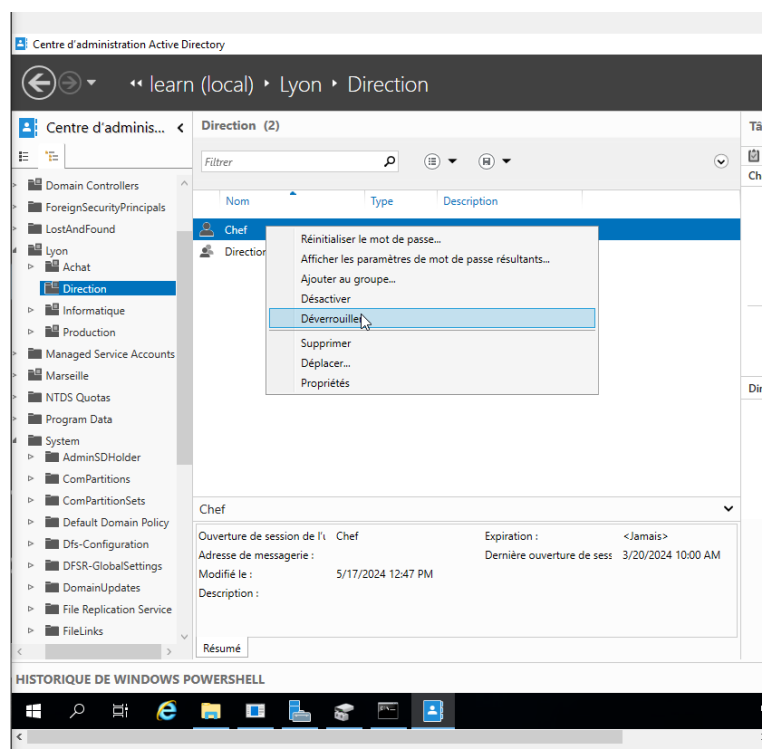 Centre d'administration Active Directory
learn (local) Lyon Direction
Centre d'adminis...
Direction (2)
Filtrer
Nom Type Description
Domain Controllers
ForeignSecurityPrincipals
LostAndFound
Lyon
Achat
Direction
Informatique
Production
Managed Service Accounts
Marseille
NTDS Quotas
Program Data
System
AdminSDHolder
ComPartitions
ComPartitionSets
Default Domain Policy
Dfs-Configuration
DFSR-GlobalSettings
DomainUpdates
File Replication Service
FileLinks
Chef
Direction
Réinitialiser le mot de passe...
Afficher les paramètres de mot de passe résultants...
Ajouter au groupe...
Désactiver
Déverrouiller
Supprimer
Déplacer...
Propriétés
Chef
Ouverture de session de l'u Chef Expiration : <Jamais>
Adresse de messagerie : Dernière ouverture de sess 3/20/2024 10:00 AM
Modifié le : 5/17/2024 12:47 PM
Description :
Résumé
Tâ
Ch
Dir
HISTORIQUE DE WINDOWS POWERSHELL